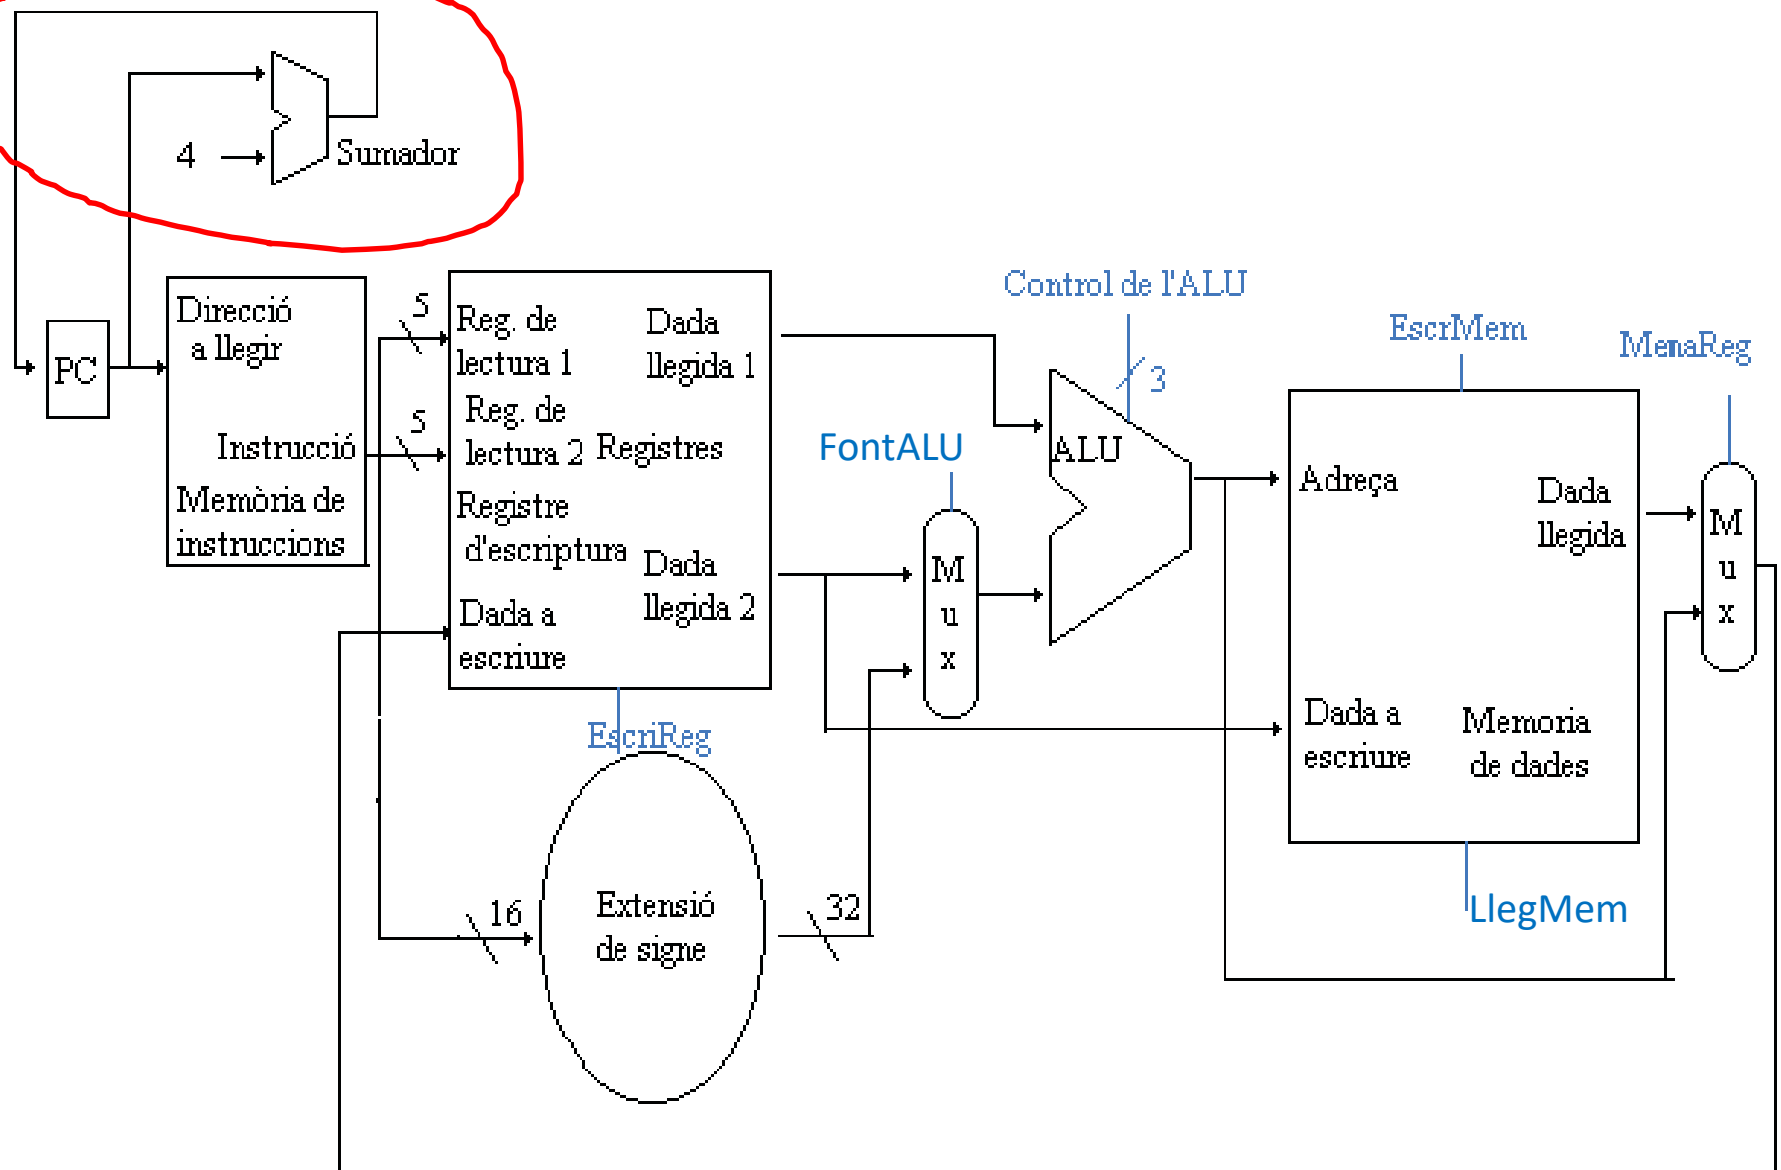 4
Sumador
PC
Direcció
a llegir
Instrucció
Memòria de
instruccions
5
5
Reg. de
lectura 1
Reg. de
lectura 2
Registre
d'escriptura
Dada a
escriure
Registres
Dada
llegida 1
Dada
llegida 2
EscriReg
16
Extensió
de signe
32
FontALU
M
u
x
Control de l'ALU
3
ALU
EscrMem
Adreça
Dada
llegida
Dada a
escriure
Memoria
de dades
LlegMem
MenaReg
M
u
x